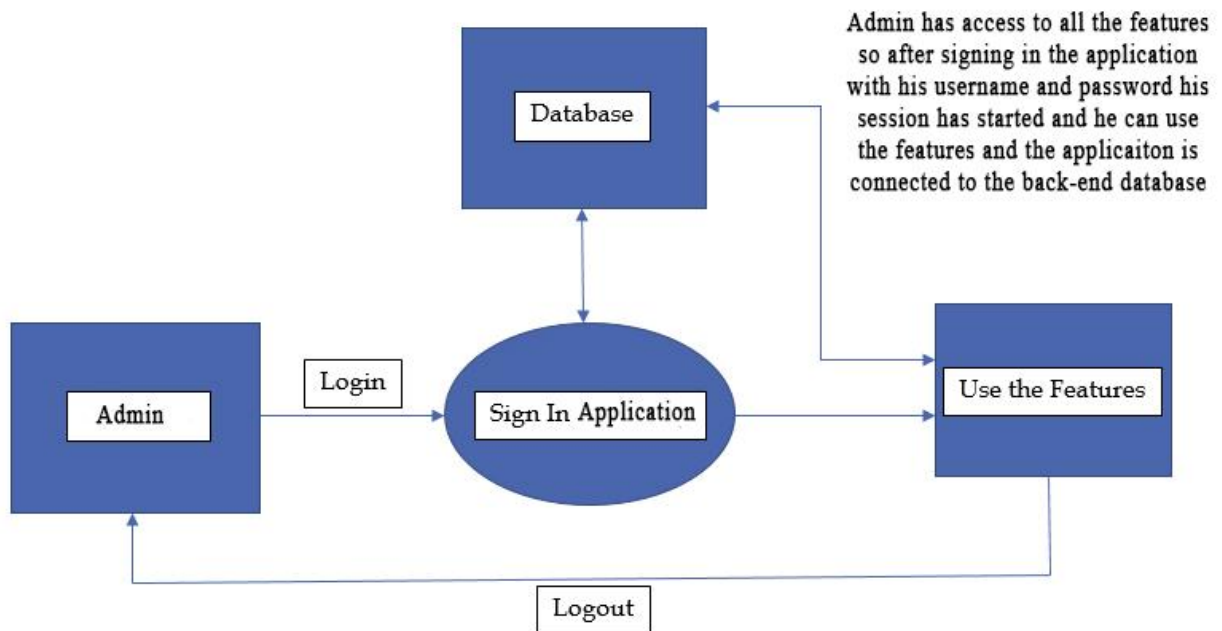 Admin has access to all the features
so after signing in the application
with his username and password his
session has started and he can use
the features and the applicaiton is
connected to the back-end database
Database
Login
Admin
Sign In Application
Use the Features
Logout